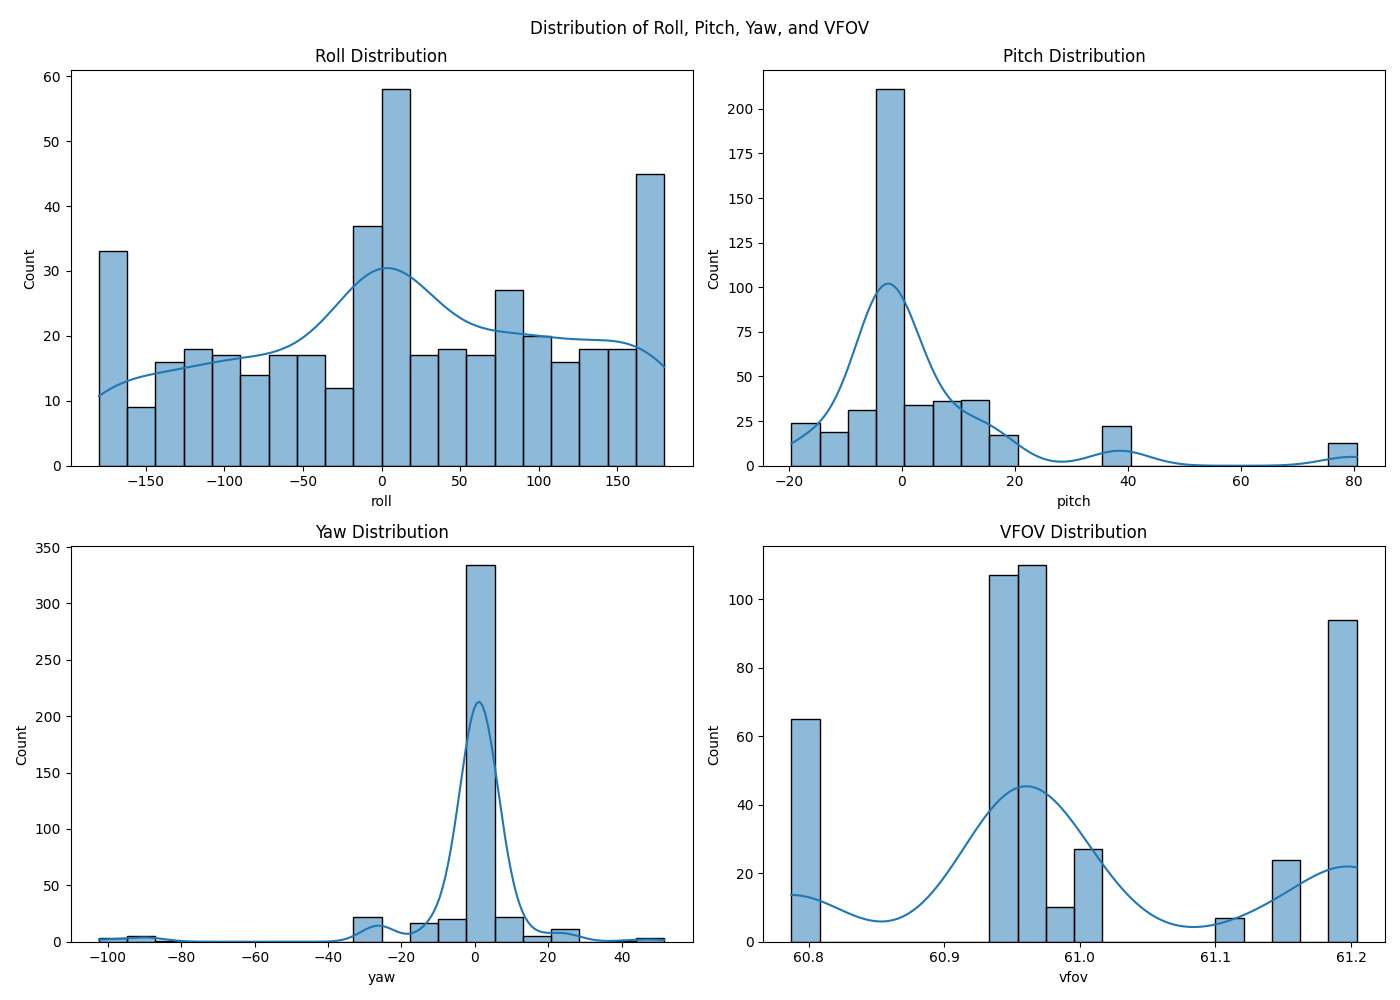 Distribution of Roll, Pitch, Yaw, and VFOV
Roll Distribution
Count
60
50
40
30
20
10
0
−150 −100 −50 0 50 100 150
roll
Pitch Distribution
Count
200
175
150
125
100
75
50
25
0
−20 0 20 40 60 80
pitch
Yaw Distribution
Count
350
300
250
200
150
100
50
0
−100 −80 −60 −40 −20 0 20 40
yaw
VFOV Distribution
Count
100
80
60
40
20
0
60.8 60.9 61.0 61.1 61.2
vfov